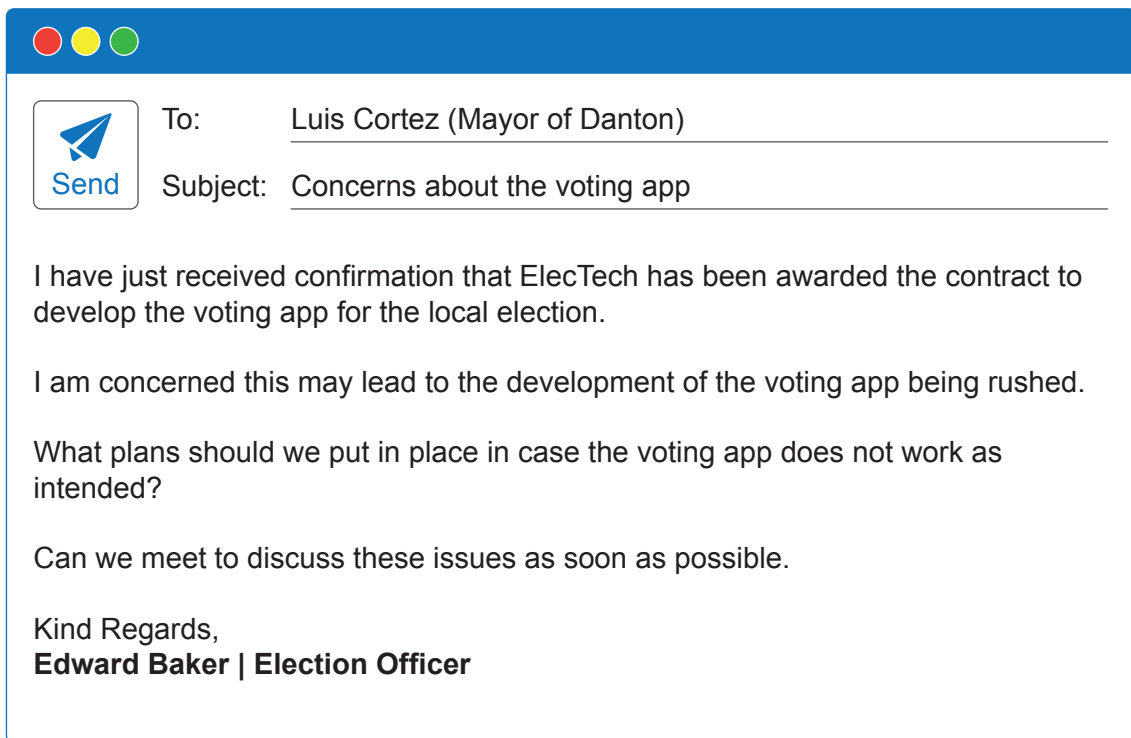 To: Luis Cortez (Mayor of Danton)
Send
Subject: Concerns about the voting app
I have just received confirmation that ElecTech has been awarded the contract to
develop the voting app for the local election.
I am concerned this may lead to the development of the voting app being rushed.
What plans should we put in place in case the voting app does not work as
intended?
Can we meet to discuss these issues as soon as possible.
Kind Regards,
Edward Baker | Election Officer